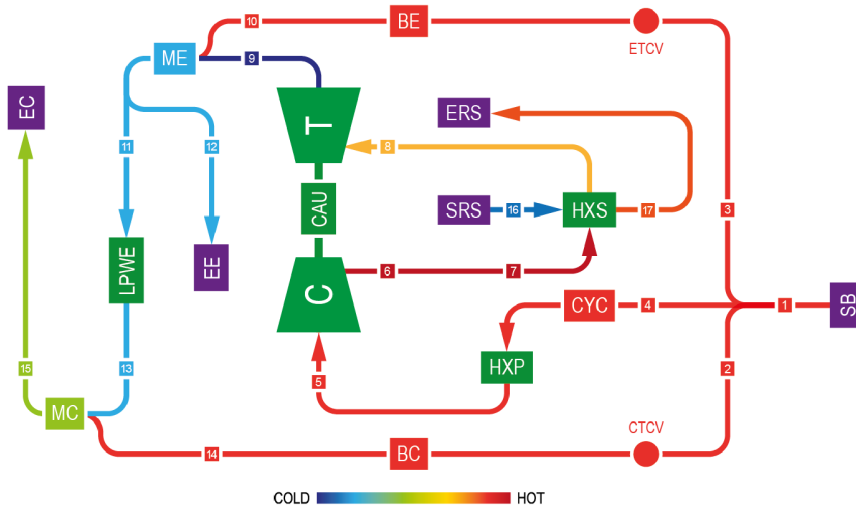 10
BE
ETCV
ME
9
EC
T
ERS
11
12
8
CAU
SRS
16
HXS
17
3
LPWE
EE
C
6
7
CYC
4
1
SB
HXP
15
13
5
2
MC
CTCV
14
BC
COLD
HOT